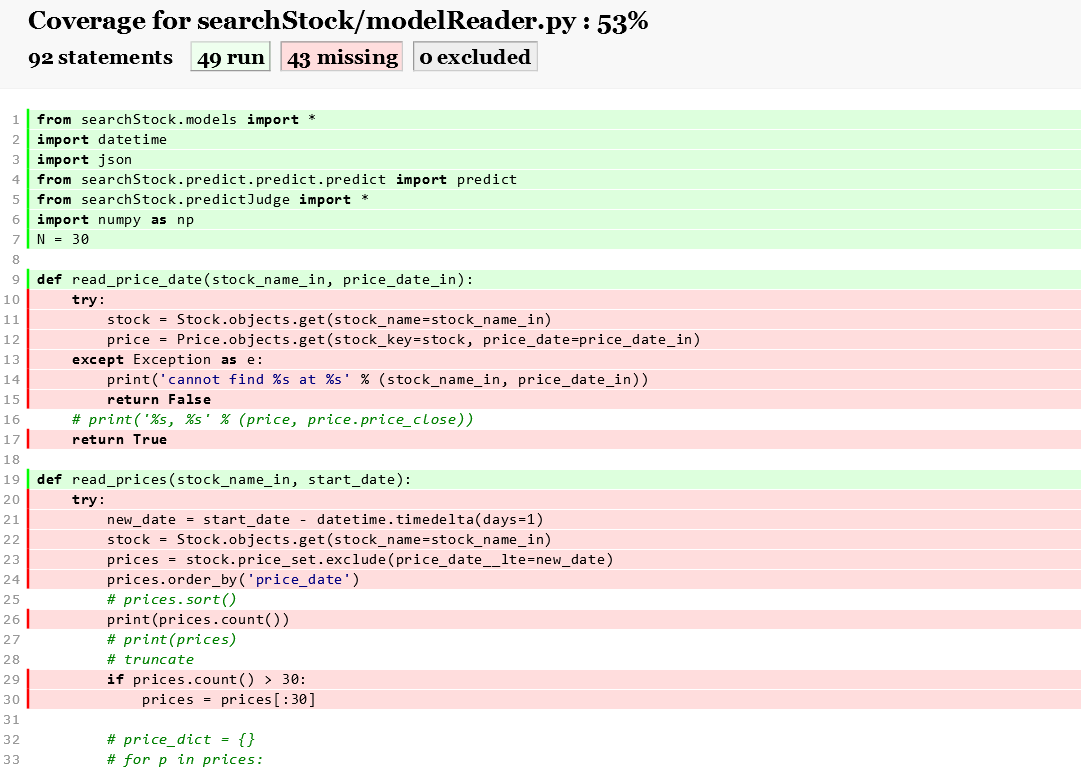 Coverage for searchStock/modelReader.py : 53%
92 statements 49 run 43 missing 0 excluded
1 from searchStock.models import *
2 import datetime
3 import json
4 from searchStock.predict.predict.predict import predict
5 from searchStock.predictJudge import *
6 import numpy as np
7 N = 30
8
9 def read_price_date(stock_name_in, price_date_in):
10     try:
11         stock = Stock.objects.get(stock_name=stock_name_in)
12         price = Price.objects.get(stock_key=stock, price_date=price_date_in)
13     except Exception as e:
14         print('cannot find %s at %s' % (stock_name_in, price_date_in))
15         return False
16     # print('%s, %s' % (price, price.price_close))
17     return True
18
19 def read_prices(stock_name_in, start_date):
20     try:
21         new_date = start_date - datetime.timedelta(days=1)
22         stock = Stock.objects.get(stock_name=stock_name_in)
23         prices = stock.price_set.exclude(price_date__lte=new_date)
24         prices.order_by('price_date')
25         # prices.sort()
26         print(prices.count())
27         # print(prices)
28         # truncate
29         if prices.count() > 30:
30             prices = prices[:30]
31
32         # price_dict = {}
33         # for p in prices: